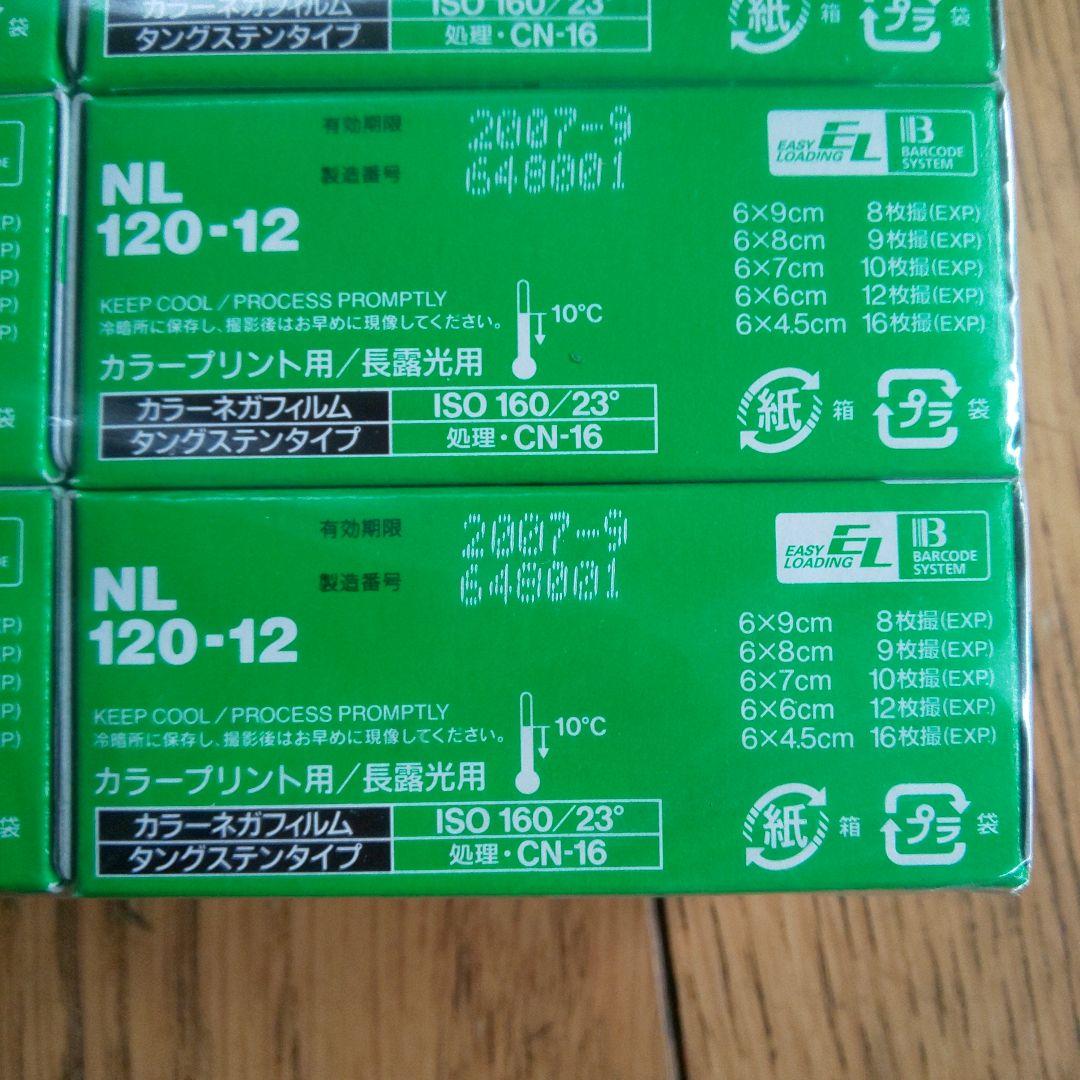 カラーネガフィルム ISO 160/23°
タングステンタイプ 処理・CN-16
紙 箱 プラ 袋
袋
有効期限 2007-9
製造番号 648001
EASY LOADING EL
B BARCODE SYSTEM
NL
120-12
6×9cm 8枚撮(EXP.)
6×8cm 9枚撮(EXP.)
6×7cm 10枚撮(EXP.)
6×6cm 12枚撮(EXP.)
6×4.5cm 16枚撮(EXP.)
KEEP COOL/PROCESS PROMPTLY
冷暗所に保存し、撮影後はお早めに現像してください。
10°C
カラープリント用/長露光用
カラーネガフィルム ISO 160/23°
タングステンタイプ 処理・CN-16
紙 箱 プラ 袋
袋
有効期限 2007-9
製造番号 648001
EASY LOADING EL
B BARCODE SYSTEM
NL
120-12
6×9cm 8枚撮(EXP.)
6×8cm 9枚撮(EXP.)
6×7cm 10枚撮(EXP.)
6×6cm 12枚撮(EXP.)
6×4.5cm 16枚撮(EXP.)
KEEP COOL/PROCESS PROMPTLY
冷暗所に保存し、撮影後はお早めに現像してください。
10°C
カラープリント用/長露光用
カラーネガフィルム ISO 160/23°
タングステンタイプ 処理・CN-16
紙 箱 プラ 袋
袋